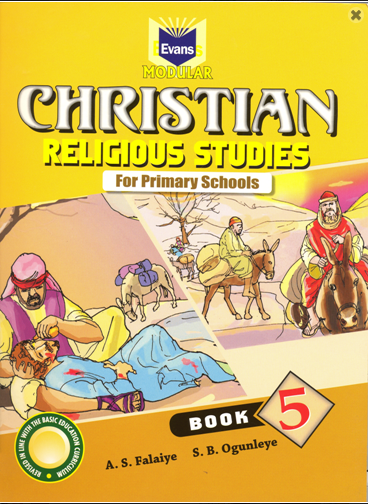 Evans
MODULAR
CHRISTIAN
RELIGIOUS STUDIES
For Primary Schools
REVISED IN LINE WITH THE BASIC EDUCATION CURRICULUM
BOOK 5
A. S. Falaiye S. B. Ogunleye